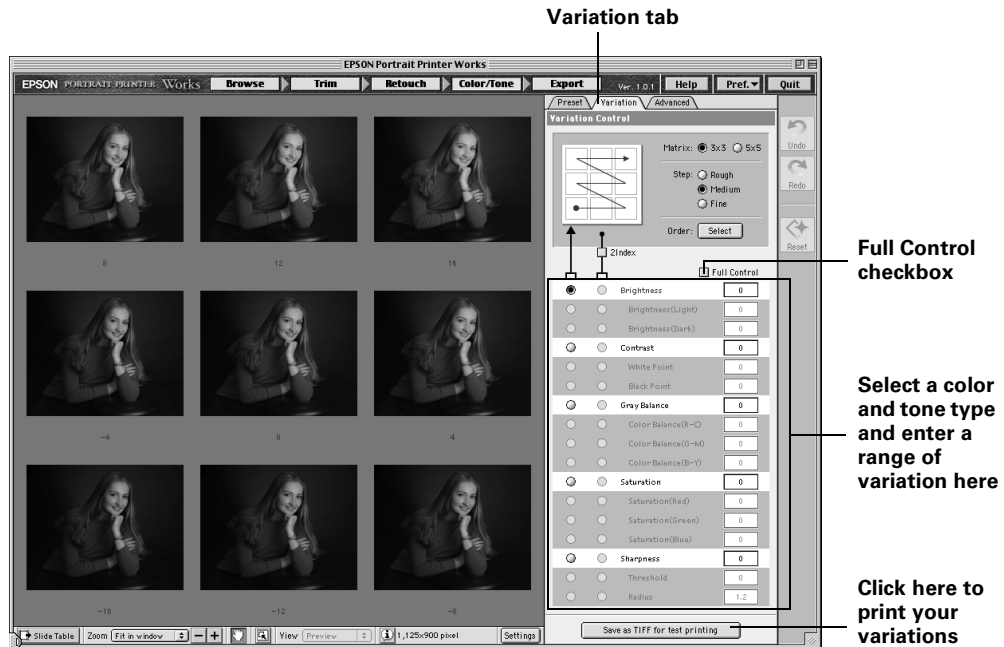 Variation tab
EPSON Portrait Printer Works
EPSON PORTRAIT PRINTER Works Browse Trim Retouch Color/Tone Export Ver. 1.0.1 Help Pref. Quit
Preset Variation Advanced
Variation Control
Matrix: 3x3 5x5
Step: Rough
Medium
Fine
Order: Select
2Index
Full Control
Brightness 0
Brightness(Light) 0
Brightness(Dark) 0
Contrast 0
White Point 0
Black Point 0
Gray Balance 0
Color Balance(R-C) 0
Color Balance(G-M) 0
Color Balance(B-Y) 0
Saturation 0
Saturation(Red) 0
Saturation(Green) 0
Saturation(Blue) 0
Sharpness 0
Threshold 0
Radius 1.2
Save as TIFF for test printing
Undo
Redo
Reset
8 12 16
-4 0 4
-16 -12 -8
Slide Table Zoom Fit in window View Preview 1,125x900 pixel Settings
Full Control
checkbox
Select a color
and tone type
and enter a
range of
variation here
Click here to
print your
variations